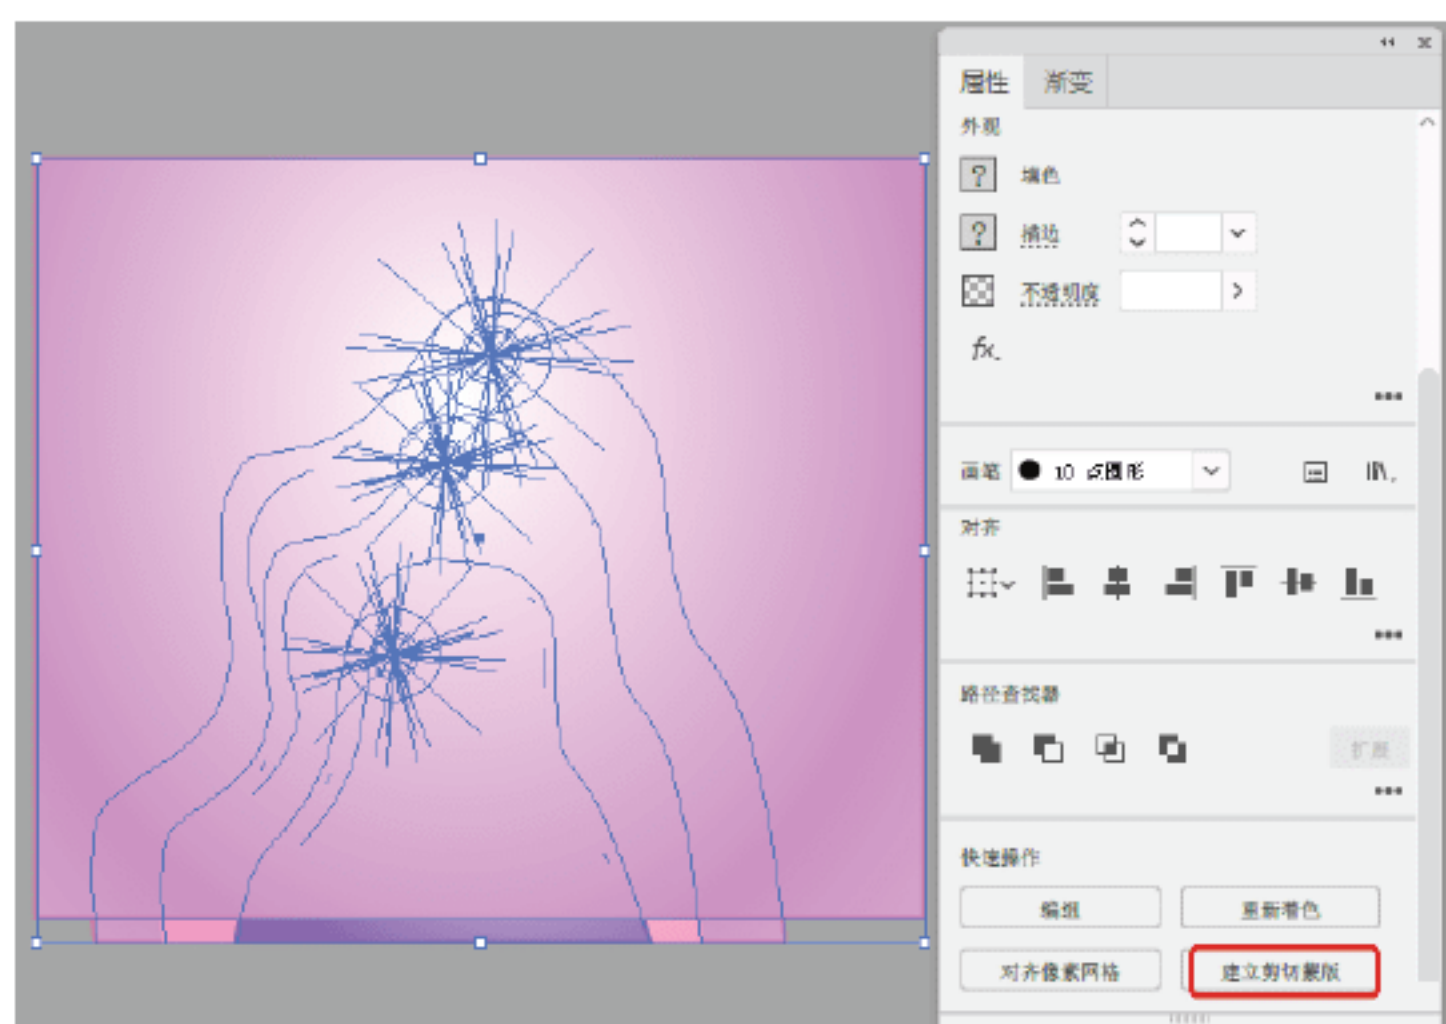 属性 渐变
外观
? 填色
? 描边
不透明度
fx.
画笔 10 点圆形
对齐
路径查找器
扩展
快速操作
编组 重新着色
对齐像素网格 建立剪切蒙版